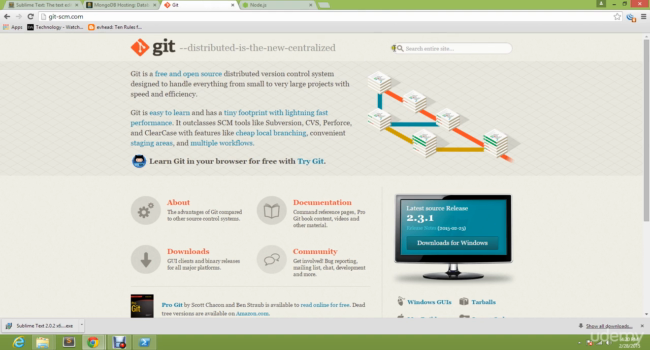 Sublime Text: The text e
MongoDB Hosting: Datab
Git
Node.js
git-scm.com
Apps
Technology - Watch...
avhead: Ten Rules f...
git --distributed-is-the-new-centralized
Search entire site...
Git is a free and open source distributed version control system
designed to handle everything from small to very large projects with
speed and efficiency.
Git is easy to learn and has a tiny footprint with lightning fast
performance. It outclasses SCM tools like Subversion, CVS, Perforce,
and ClearCase with features like cheap local branching, convenient
staging areas, and multiple workflows.
Learn Git in your browser for free with Try Git.
About
The advantages of Git compared
to other source control systems.
Documentation
Command reference pages, Pro
Git book content, videos and
other material.
Downloads
GUI clients and binary releases
for all major platforms.
Community
Get involved! Bug reporting,
mailing list, chat, development
and more.
Latest source Release
2.3.1
Release Notes (2015-02-25)
Downloads for Windows
Windows GUIs
Tarballs
Pro Git by Scott Chacon and Ben Straub is available to read online for free. Dead
tree versions are available on Amazon.com.
Sublime Text 2.0.2 x6....exe
Show all downloads...
udemy